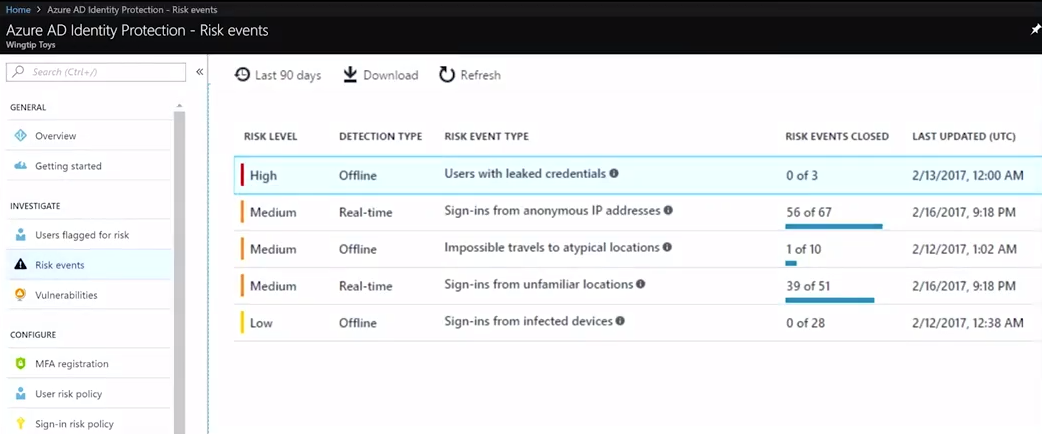 Home > Azure AD Identity Protection - Risk events
Azure AD Identity Protection - Risk events
Wingtip Toys
Search (Ctrl+/)
«
Last 90 days Download Refresh
GENERAL
Overview
Getting started
INVESTIGATE
Users flagged for risk
Risk events
Vulnerabilities
CONFIGURE
MFA registration
User risk policy
Sign-in risk policy
RISK LEVEL DETECTION TYPE RISK EVENT TYPE RISK EVENTS CLOSED LAST UPDATED (UTC)
High Offline Users with leaked credentials 0 of 3 2/13/2017, 12:00 AM
Medium Real-time Sign-ins from anonymous IP addresses 56 of 67 2/16/2017, 9:18 PM
Medium Offline Impossible travels to atypical locations 1 of 10 2/12/2017, 1:02 AM
Medium Real-time Sign-ins from unfamiliar locations 39 of 51 2/16/2017, 9:18 PM
Low Offline Sign-ins from infected devices 0 of 28 2/12/2017, 12:38 AM